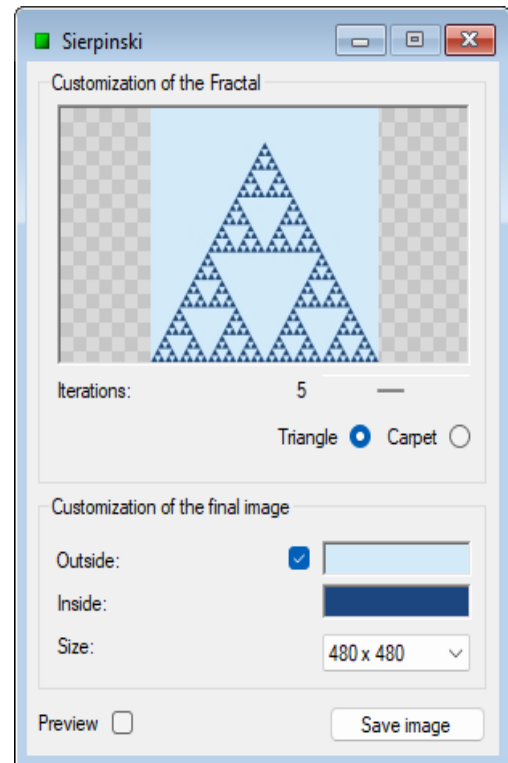 Sierpinski
Customization of the Fractal
Iterations: 5
Triangle Carpet
Customization of the final image
Outside:
Inside:
Size: 480 x 480
Preview Save image